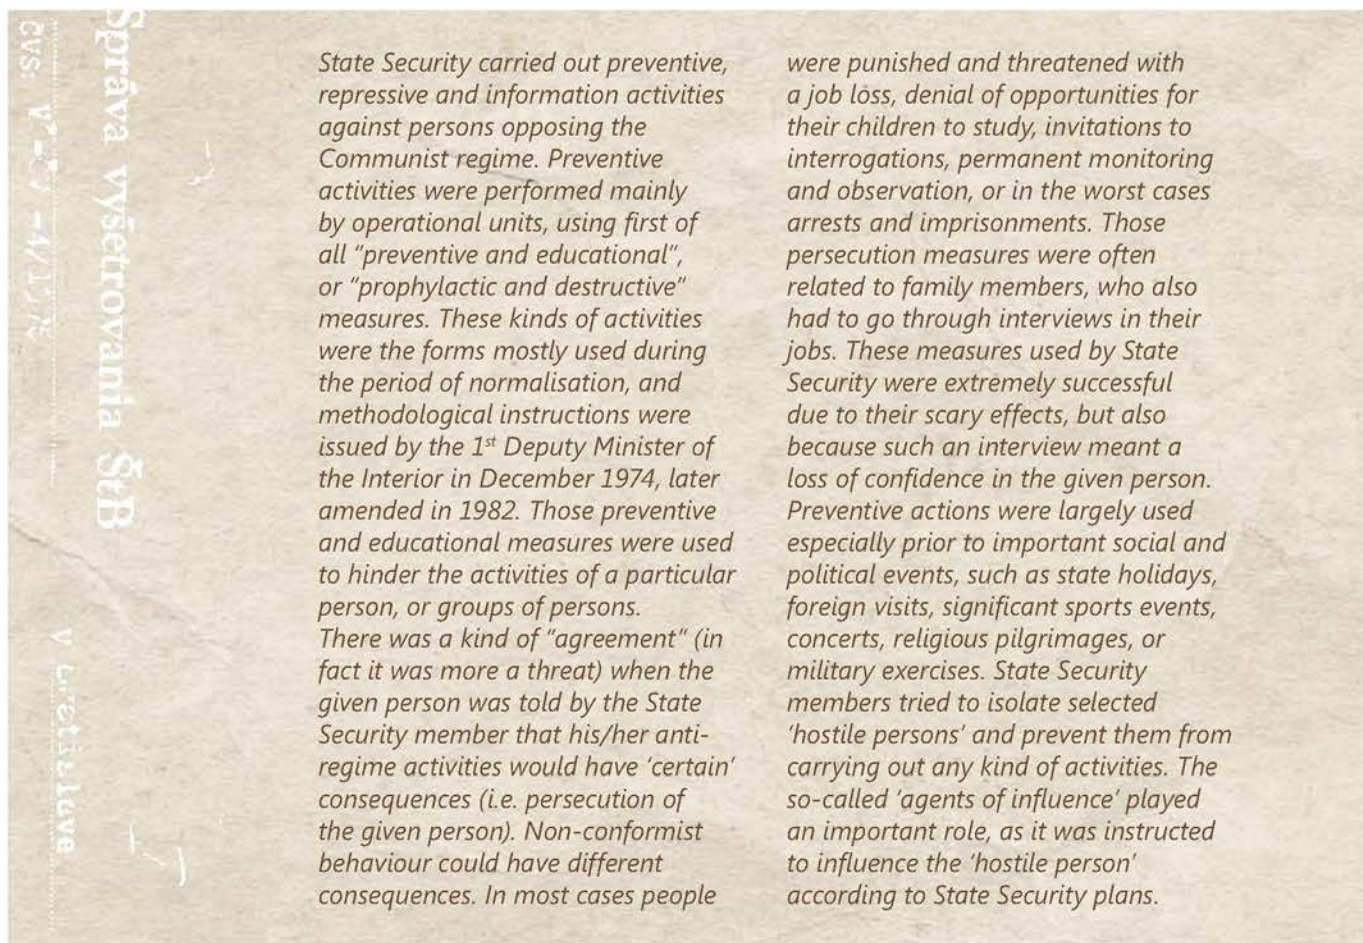 Správa vyšetrovania ŠtB
ČVS:
State Security carried out preventive,
repressive and information activities
against persons opposing the
Communist regime. Preventive
activities were performed mainly
by operational units, using first of
all “preventive and educational”,
or “prophylactic and destructive”
measures. These kinds of activities
were the forms mostly used during
the period of normalisation, and
methodological instructions were
issued by the 1st Deputy Minister of
the Interior in December 1974, later
amended in 1982. Those preventive
and educational measures were used
to hinder the activities of a particular
person, or groups of persons.
There was a kind of “agreement” (in
fact it was more a threat) when the
given person was told by the State
Security member that his/her anti-
regime activities would have ‘certain’
consequences (i.e. persecution of
the given person). Non-conformist
behaviour could have different
consequences. In most cases people
were punished and threatened with
a job loss, denial of opportunities for
their children to study, invitations to
interrogations, permanent monitoring
and observation, or in the worst cases
arrests and imprisonments. Those
persecution measures were often
related to family members, who also
had to go through interviews in their
jobs. These measures used by State
Security were extremely successful
due to their scary effects, but also
because such an interview meant a
loss of confidence in the given person.
Preventive actions were largely used
especially prior to important social and
political events, such as state holidays,
foreign visits, significant sports events,
concerts, religious pilgrimages, or
military exercises. State Security
members tried to isolate selected
‘hostile persons’ and prevent them from
carrying out any kind of activities. The
so-called ‘agents of influence’ played
an important role, as it was instructed
to influence the ‘hostile person’
according to State Security plans.